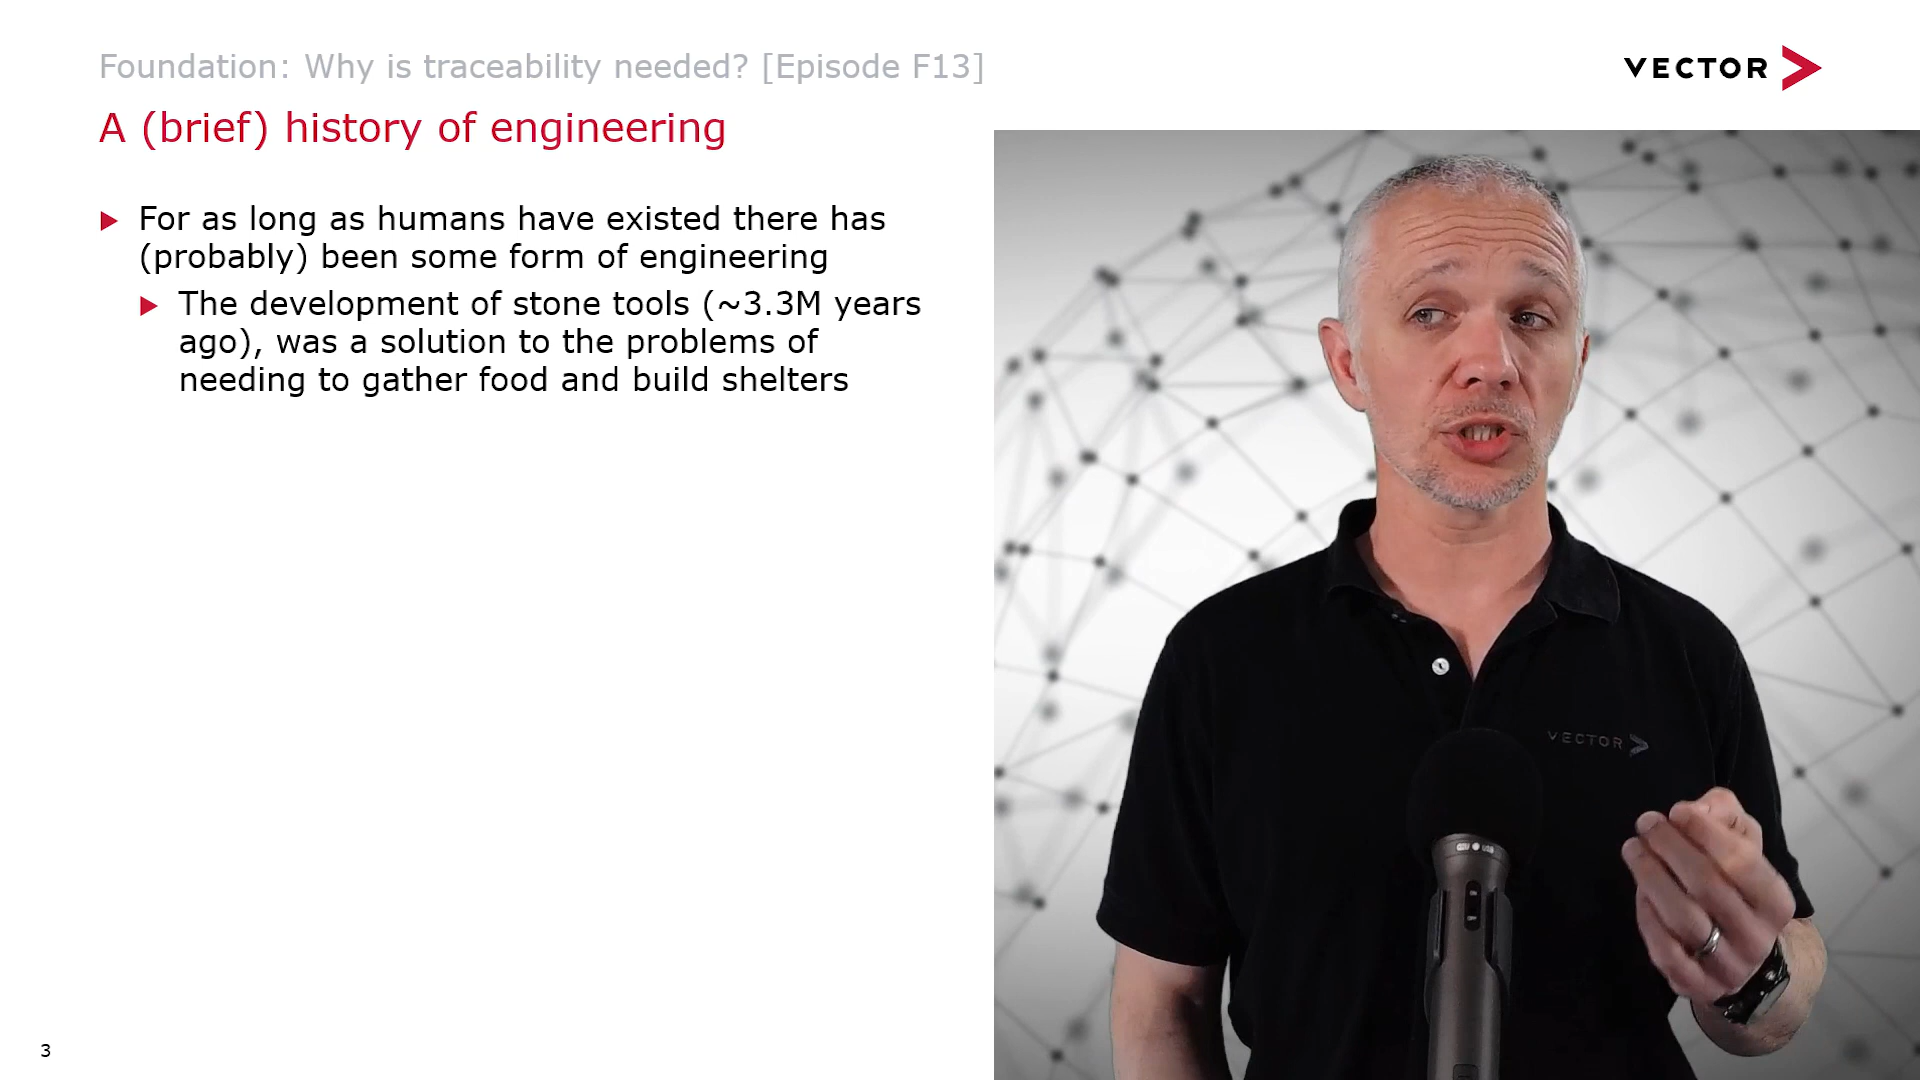 Foundation: Why is traceability needed? [Episode F13]
VECTOR
A (brief) history of engineering
For as long as humans have existed there has
(probably) been some form of engineering
The development of stone tools (~3.3M years
ago), was a solution to the problems of
needing to gather food and build shelters
VECTOR
3